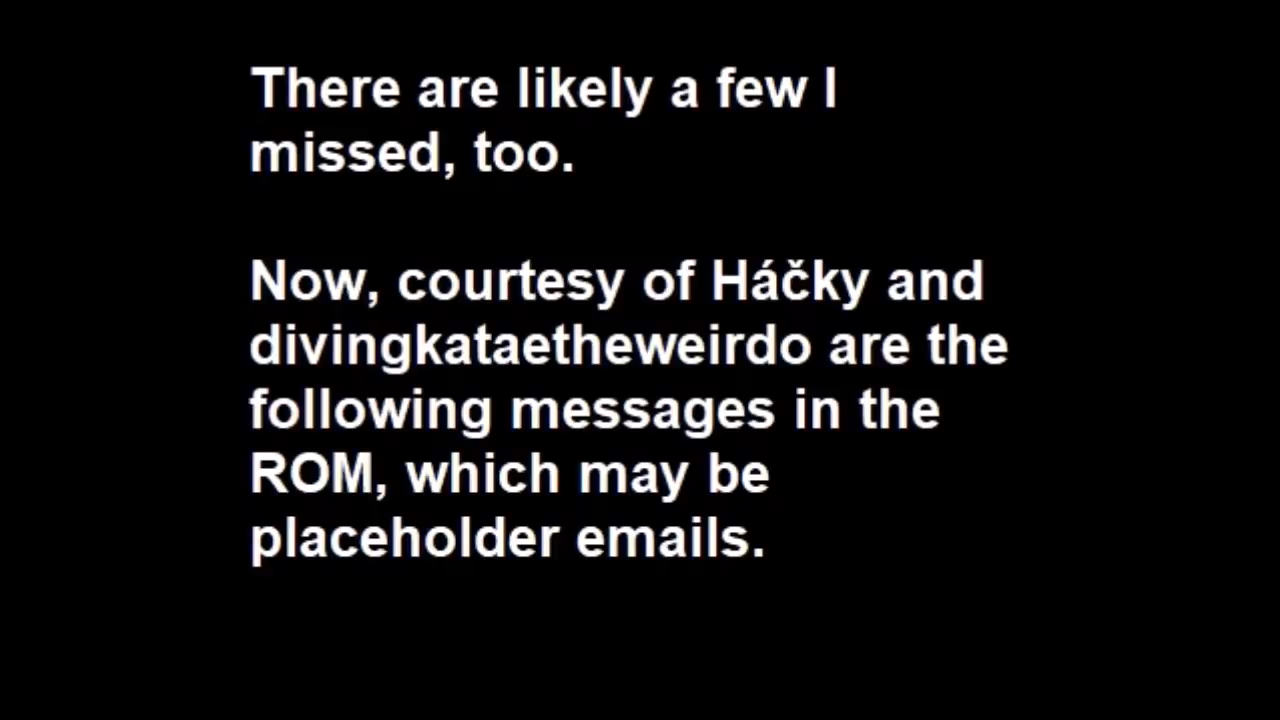 There are likely a few I
missed, too.
Now, courtesy of Háčky and
divingkataetheweirdo are the
following messages in the
ROM, which may be
placeholder emails.